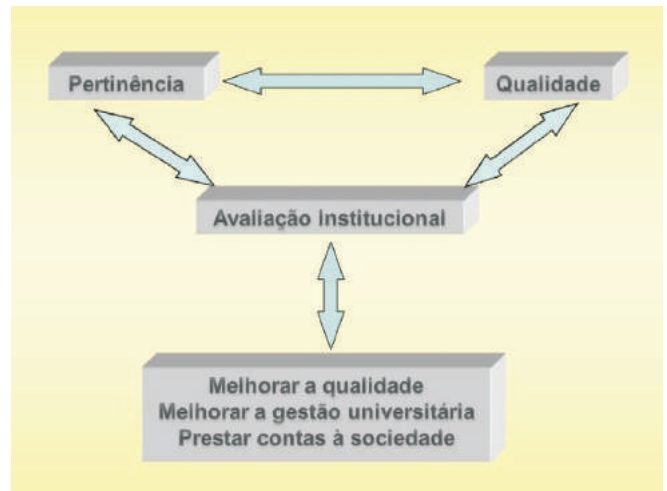 Pertinência
Qualidade
Avaliação Institucional
Melhorar a qualidade
Melhorar a gestão universitária
Prestar contas à sociedade